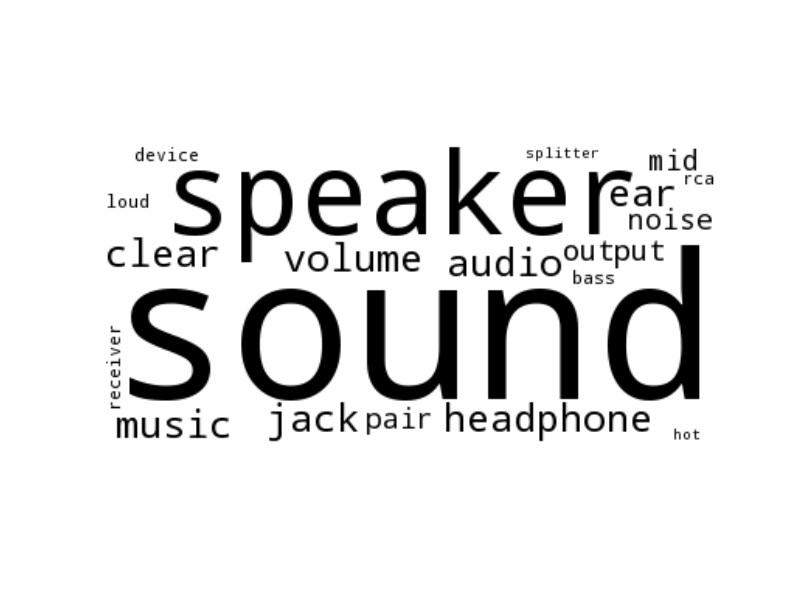 device
splitter
mid
speaker
rca
loud
ear
noise
clear
volume
audio
output
bass
sound
receiver
music
jack
pair
headphone
hot